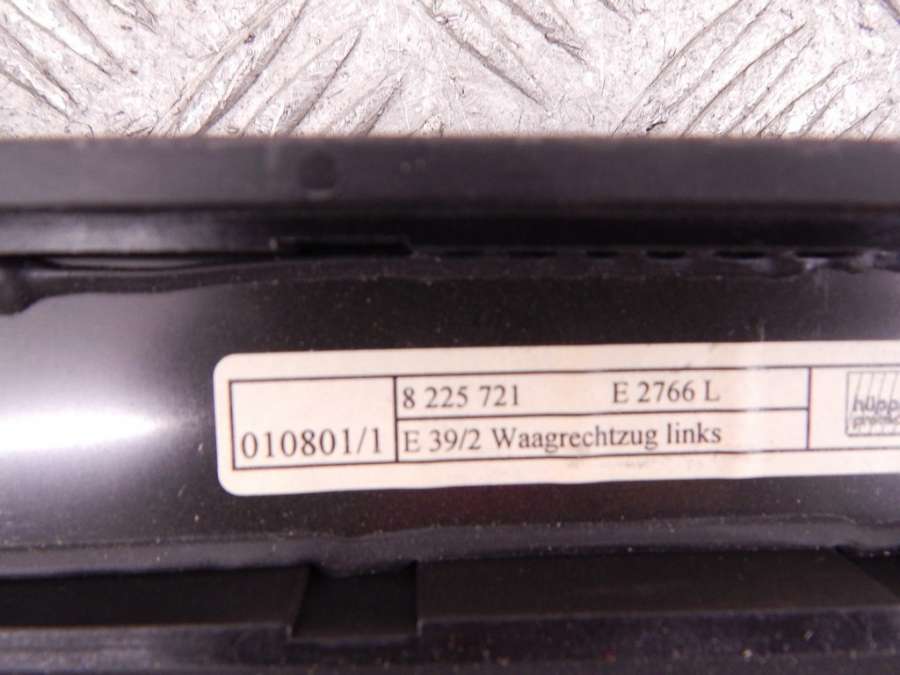 8 225 721 E 2766 L
010801/1 E 39/2 Waagrechtzug links